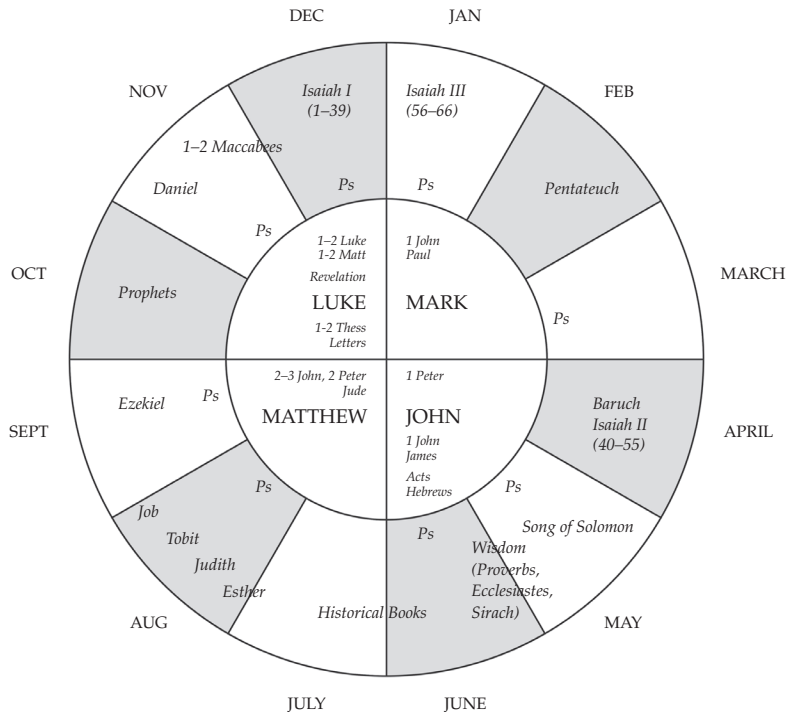 DEC
JAN
NOV
FEB
Isaiah I
(1–39)
Isaiah III
(56–66)
1–2 Maccabees
Daniel
Ps
Ps
Pentateuch
Ps
OCT
MARCH
Prophets
1–2 Luke
1-2 Matt
Revelation
LUKE
1-2 Thess
Letters
1 John
Paul
MARK
Ps
2–3 John, 2 Peter
Jude
MATTHEW
1 Peter
JOHN
1 John
James
Acts
Hebrews
Ezekiel
Ps
SEPT
Baruch
Isaiah II
(40–55)
APRIL
Ps
Job
Tobit
Judith
Esther
Ps
Song of Solomon
Ps
Wisdom
(Proverbs,
Ecclesiastes,
Sirach)
Historical Books
AUG
MAY
JULY
JUNE